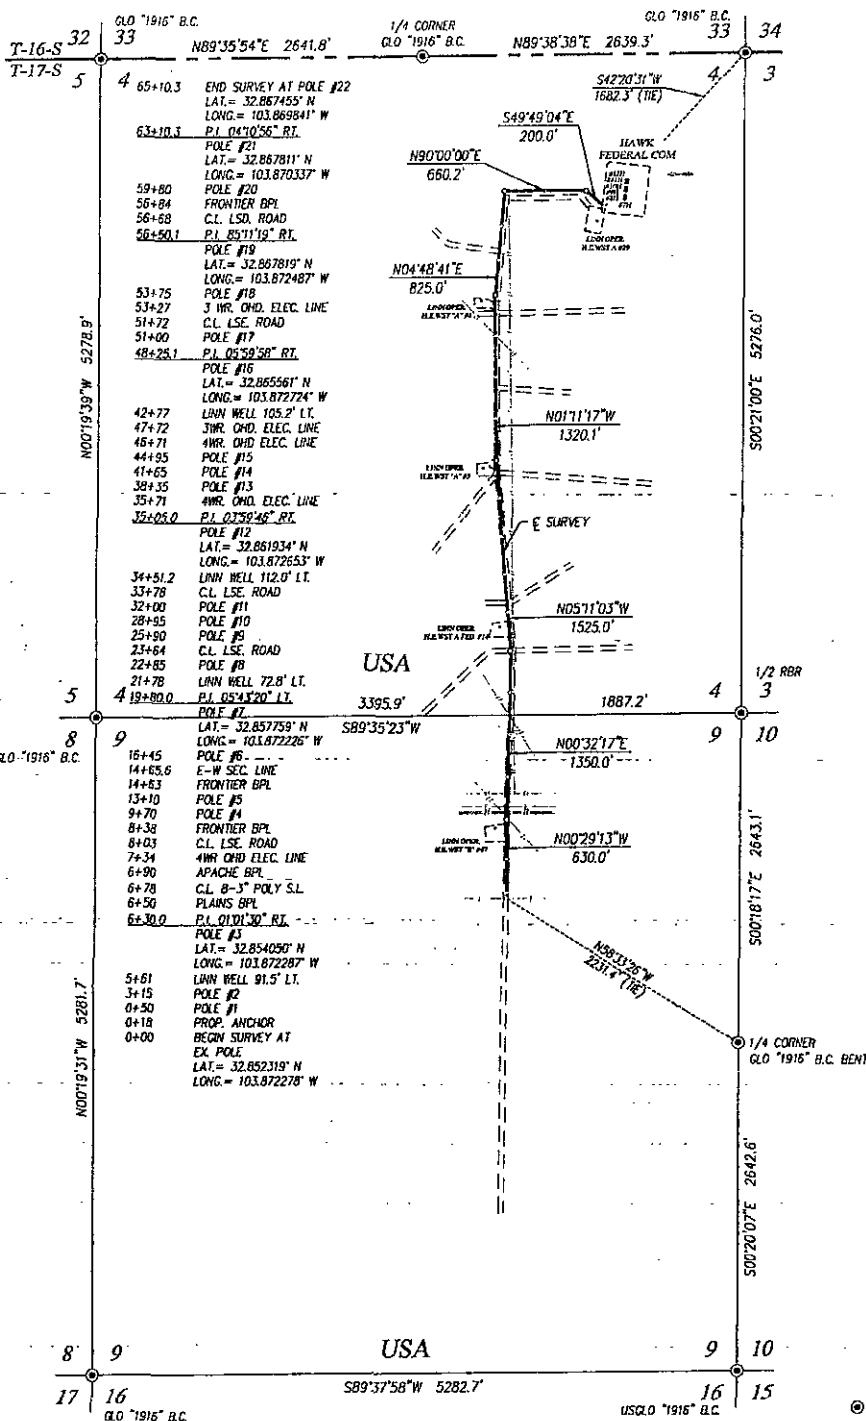 GLO "1916" B.C.
32 33
T-16-S
T-17-S
5 4
N89°35'54"E 2641.8'
1/4 CORNER
GLO "1916" B.C.
N89°38'38"E 2639.3'
GLO "1916" B.C.
33 34
4 3
65+10.3 END SURVEY AT POLE #22
LAT.= 32.867455° N
LONG.= 103.869841° W
63+10.3 P.I. 04°10'56" RT.
POLE #21
LAT.= 32.867811° N
LONG.= 103.870337° W
59+80 POLE #20
56+84 FRONTIER BPL
56+68 C.L. LSD. ROAD
56+50.1 P.I. 85°11'19" RT.
POLE #19
LAT.= 32.867819° N
LONG.= 103.872487° W
53+75 POLE #18
53+27 3 WR. OHD. ELEC. LINE
51+72 C.L. LSE. ROAD
51+00 POLE #17
48+25.1 P.I. 05°59'58" RT.
POLE #16
LAT.= 32.865561° N
LONG.= 103.872724° W
42+77 LINN WELL 105.2' LT.
47+72 3WR. OHD. ELEC. LINE
46+71 4WR. OHD ELEC. LINE
44+95 POLE #15
41+65 POLE #14
38+35 POLE #13
35+71 4WR. OHD. ELEC. LINE
35+05.0 P.I. 03°59'46" RT.
POLE #12
LAT.= 32.861934° N
LONG.= 103.872653° W
34+51.2 LINN WELL 112.0' LT.
33+78 C.L. LSE. ROAD
32+00 POLE #11
28+95 POLE #10
25+90 POLE #9
23+64 C.L. LSE. ROAD
22+85 POLE #8
21+78 LINN WELL 72.8' LT.
19+80.0 P.I. 05°43'20" LT.
POLE #7
LAT.= 32.857759° N
LONG.= 103.872226° W
16+45 POLE #6
14+65.6 E-W SEC. LINE
14+63 FRONTIER BPL
13+10 POLE #5
9+70 POLE #4
8+38 FRONTIER BPL
8+03 C.L. LSE. ROAD
7+34 4WR OHD ELEC. LINE
6+90 APACHE BPL
6+78 C.L. 8-3" POLY S.L.
6+50 PLAINS BPL
6+30.0 P.I. 01°01'30" RT.
POLE #3
LAT.= 32.854050° N
LONG.= 103.872287° W
5+61 LINN WELL 91.5' LT.
3+15 POLE #2
0+50 POLE #1
0+18 PROP. ANCHOR
0+00 BEGIN SURVEY AT
EX. POLE
LAT.= 32.852319° N
LONG.= 103.872278° W
S42°20'31"W
1682.3' (TIE)
S49°49'04"E
200.0'
HAWK
FEDERAL COM
N90°00'00"E
660.2'
LINN OPER.
H.E. WST A #29
N04°48'41"E
825.0'
LINN OPER.
N00°19'39"W 5278.9'
S00°21'00"E 5276.0'
N01°11'17"W
1320.1'
LINN OPER.
E SURVEY
N05°11'03"W
1525.0'
LINN OPER.
USA
1/2 RBR
5 4
8 9
GLO "1916" B.C.
3395.9'
S89°35'23"W
1887.2'
4 3
9 10
N00°32'17"E
1350.0'
LINN OPER.
N00°29'13"W
630.0'
S00°18'17"E 2643.1'
N58°33'26"W
2231.4' (TIE)
1/4 CORNER
GLO "1916" B.C. BENT
N00°19'31"W 5281.7'
S00°20'07"E 2642.6'
USA
8 9
17 16
GLO "1916" B.C.
S89°37'58"W 5282.7'
9 10
16 15
USGLO "1916" B.C.